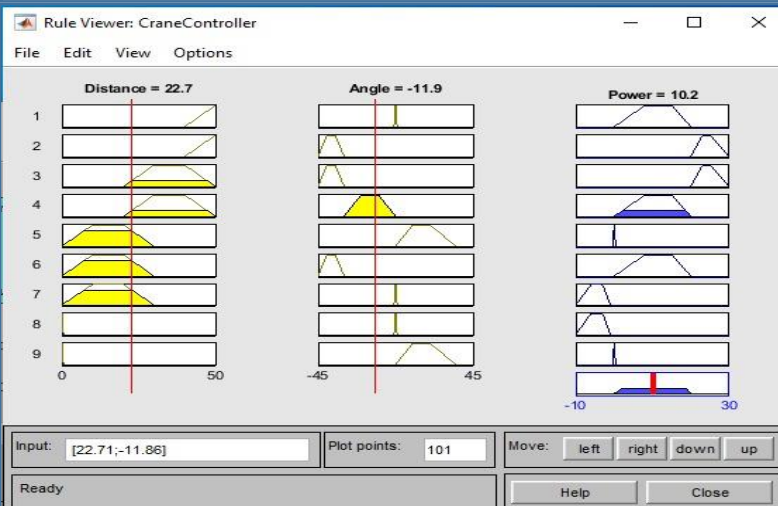 Rule Viewer: CraneController
File Edit View Options
Distance = 22.7 Angle = -11.9 Power = 10.2
1
2
3
4
5
6
7
8
9
0 50 -45 45
-10 30
Input: [22.71;-11.86] Plot points: 101 Move: left right down up
Ready Help Close